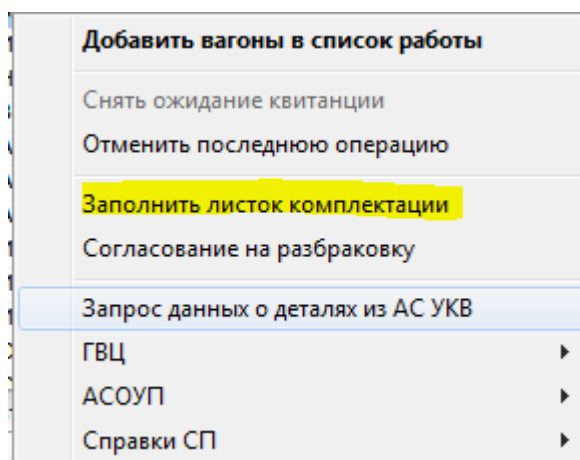 Добавить вагоны в список работы
Снять ожидание квитанции
Отменить последнюю операцию
Заполнить листок комплектации
Согласование на разбраковку
Запрос данных о деталях из АС УКВ
ГВЦ
АСОУП
Справки СП